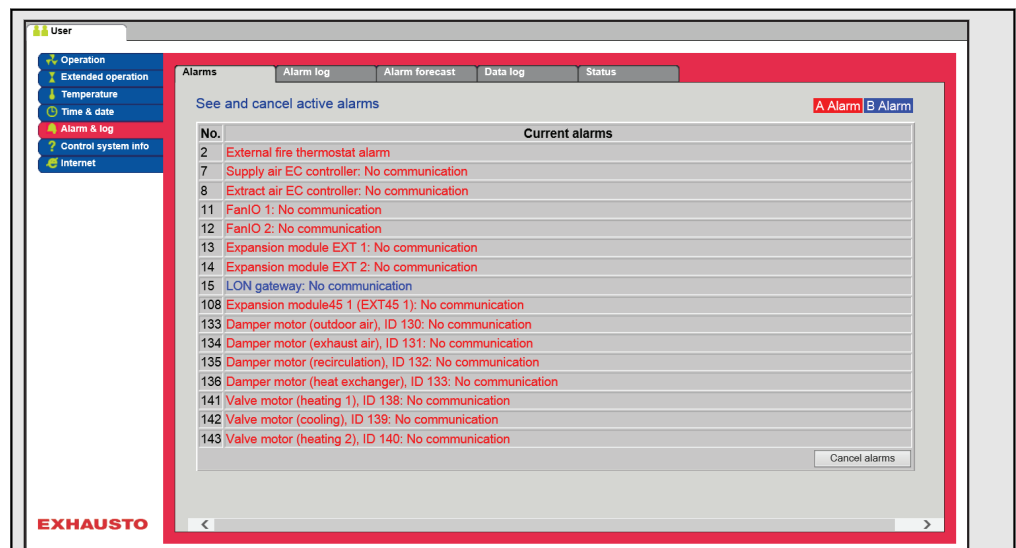 User
Operation
Extended operation
Temperature
Time & date
Alarm & log
Control system info
Internet
Alarms Alarm log Alarm forecast Data log Status
See and cancel active alarms
A Alarm B Alarm
No. Current alarms
2 External fire thermostat alarm
7 Supply air EC controller: No communication
8 Extract air EC controller: No communication
11 FanIO 1: No communication
12 FanIO 2: No communication
13 Expansion module EXT 1: No communication
14 Expansion module EXT 2: No communication
15 LON gateway: No communication
108 Expansion module45 1 (EXT45 1): No communication
133 Damper motor (outdoor air), ID 130: No communication
134 Damper motor (exhaust air), ID 131: No communication
135 Damper motor (recirculation), ID 132: No communication
136 Damper motor (heat exchanger), ID 133: No communication
141 Valve motor (heating 1), ID 138: No communication
142 Valve motor (cooling), ID 139: No communication
143 Valve motor (heating 2), ID 140: No communication
Cancel alarms
EXHAUSTO